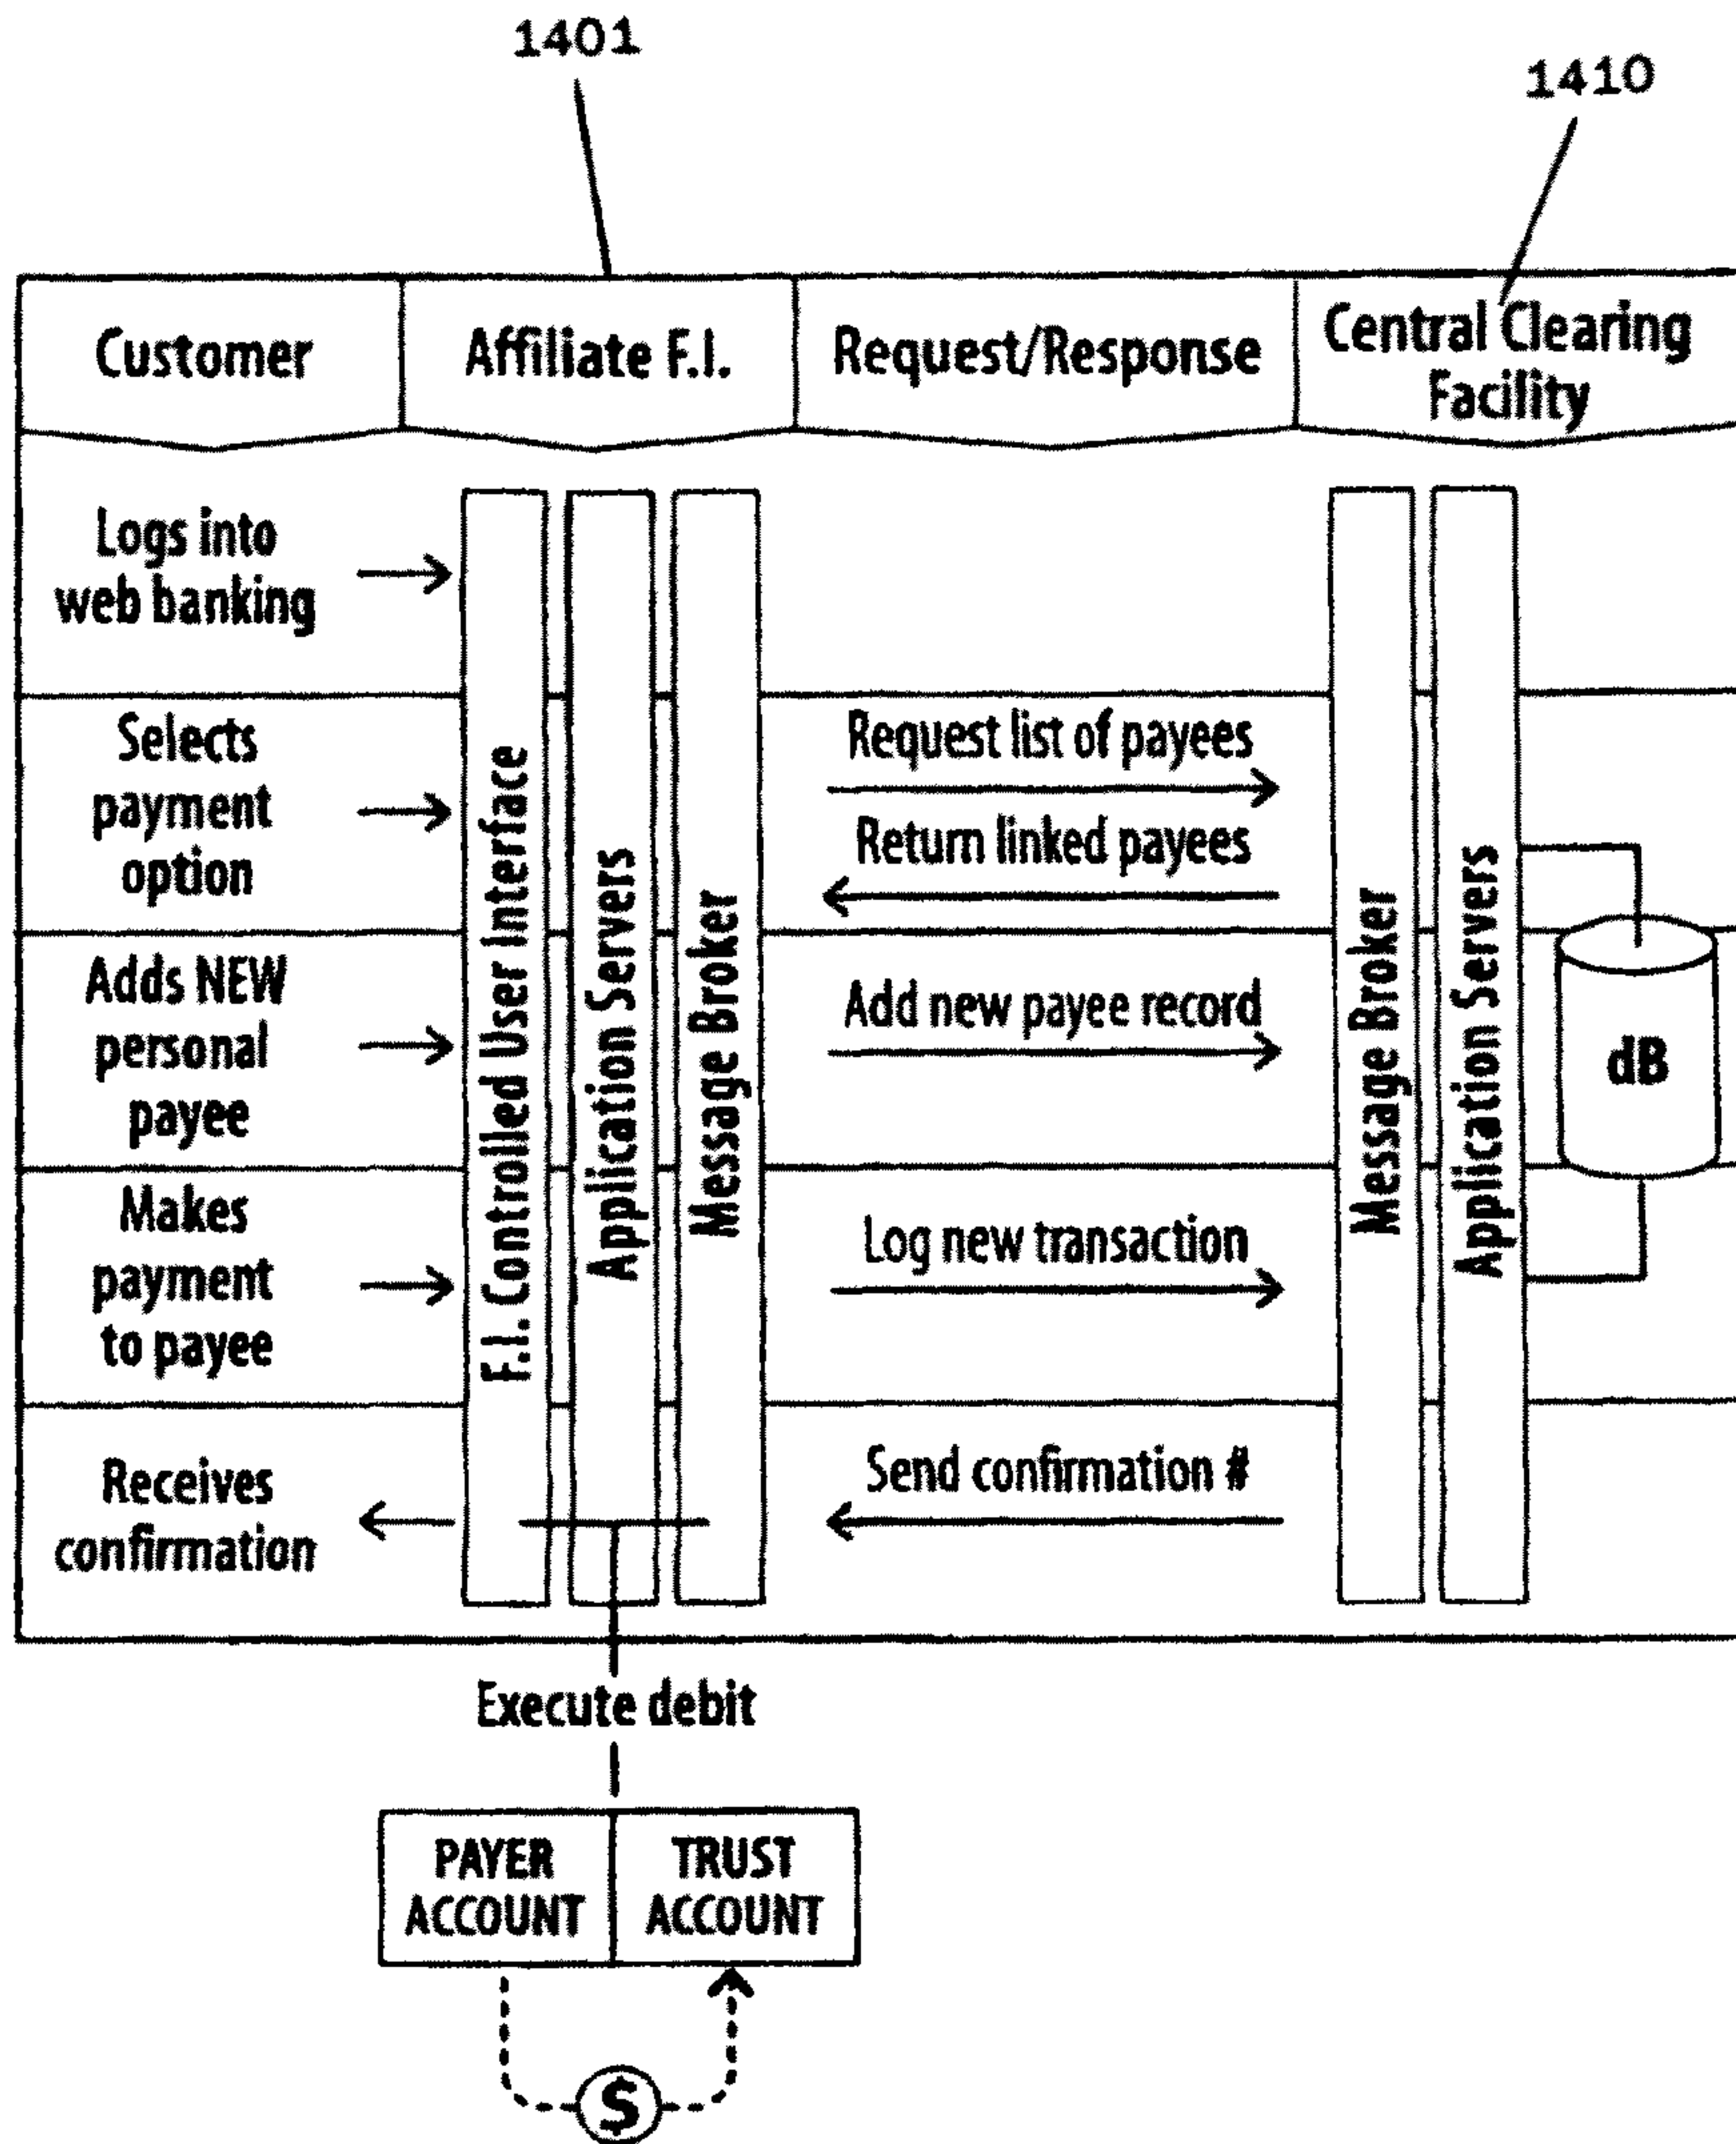 1401
1410
Customer
Affiliate F.I.
Request/Response
Central Clearing
Facility
Logs into
web banking
Selects
payment
option
Request list of payees
Return linked payees
Adds NEW
personal
payee
Add new payee record
Makes
payment
to payee
Log new transaction
Receives
confirmation
Send confirmation #
F.I. Controlled User Interface
Application Servers
Message Broker
Message Broker
Application Servers
dB
Execute debit
PAYER
ACCOUNT
TRUST
ACCOUNT
$